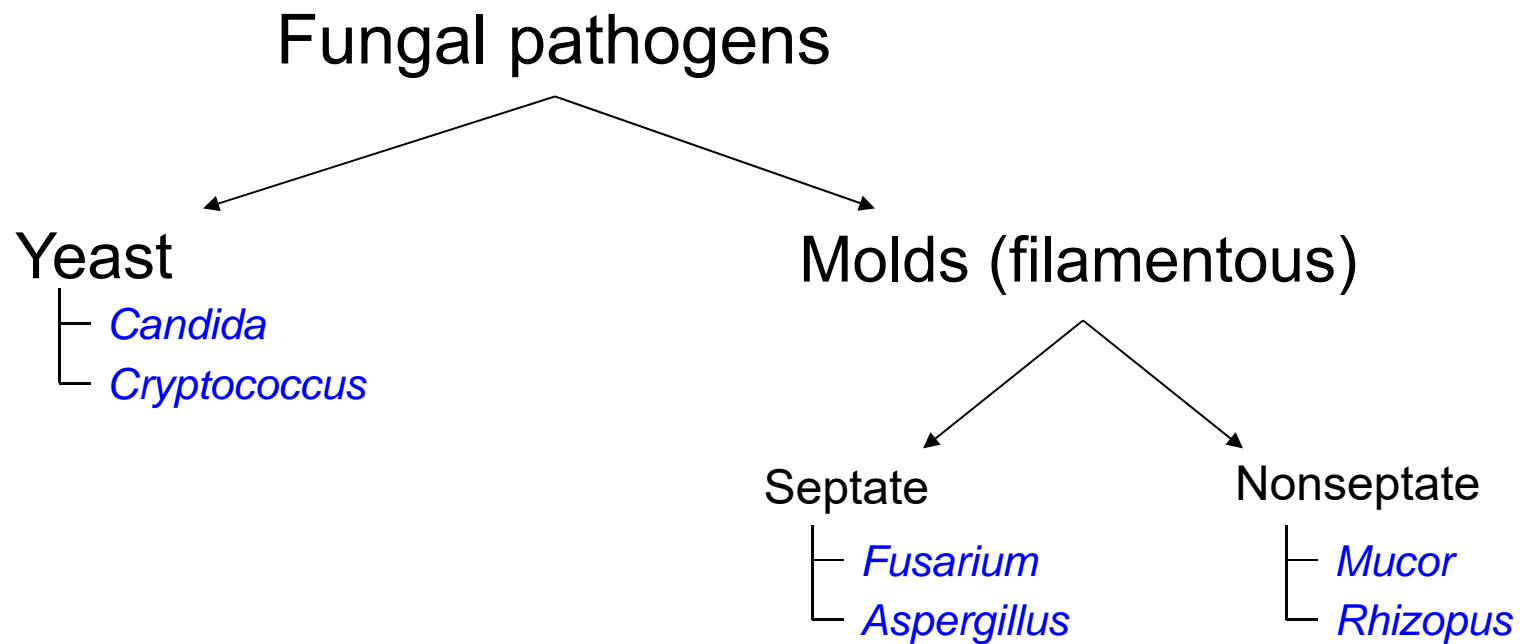 Fungal pathogens
Yeast
Candida
Cryptococcus
Molds (filamentous)
Septate
Fusarium
Aspergillus
Nonseptate
Mucor
Rhizopus